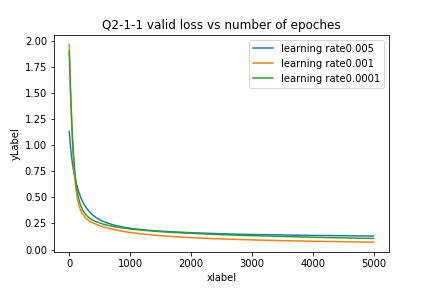 Q2-1-1 valid loss vs number of epoches
learning rate0.005
learning rate0.001
learning rate0.0001
2.00
1.75
1.50
1.25
1.00
0.75
0.50
0.25
0.00
yLabel
0 1000 2000 3000 4000 5000
xlabel